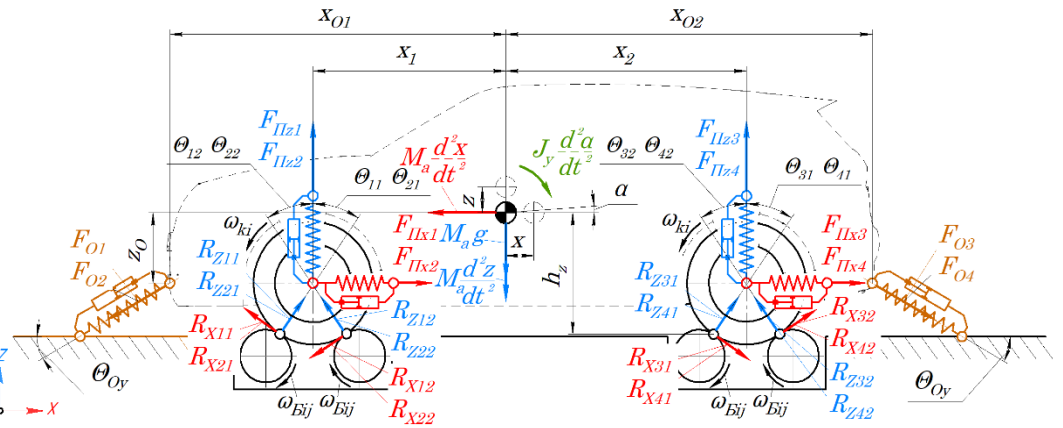 x_{O1} x_{O2}
x_1 x_2
F_{Пz1} F_{Пz3}
F_{Пz2} F_{Пz4}
Θ_{12} Θ_{22} M_a d²x/dt² J_y d²α/dt² Θ_{32} Θ_{42}
Θ_{11} Θ_{21} z α Θ_{31} Θ_{41}
ω_{ki} F_{Пx1} M_a g x ω_{ki} F_{Пx3}
z_O F_{Пx2} M_a d²z/dt² h_z F_{Пx4}
F_{O1} R_{Z11} R_{Z31} F_{O3}
F_{O2} R_{Z21} R_{Z41} F_{O4}
R_{X11} R_{Z12} R_{X32}
R_{X21} R_{Z22} R_{X31} R_{X42}
Θ_{Oy} R_{X12} R_{X41} R_{Z32} Θ_{Oy}
z x ω_{Бij} ω_{Бij} R_{X22} ω_{Бij} ω_{Бij} R_{Z42}